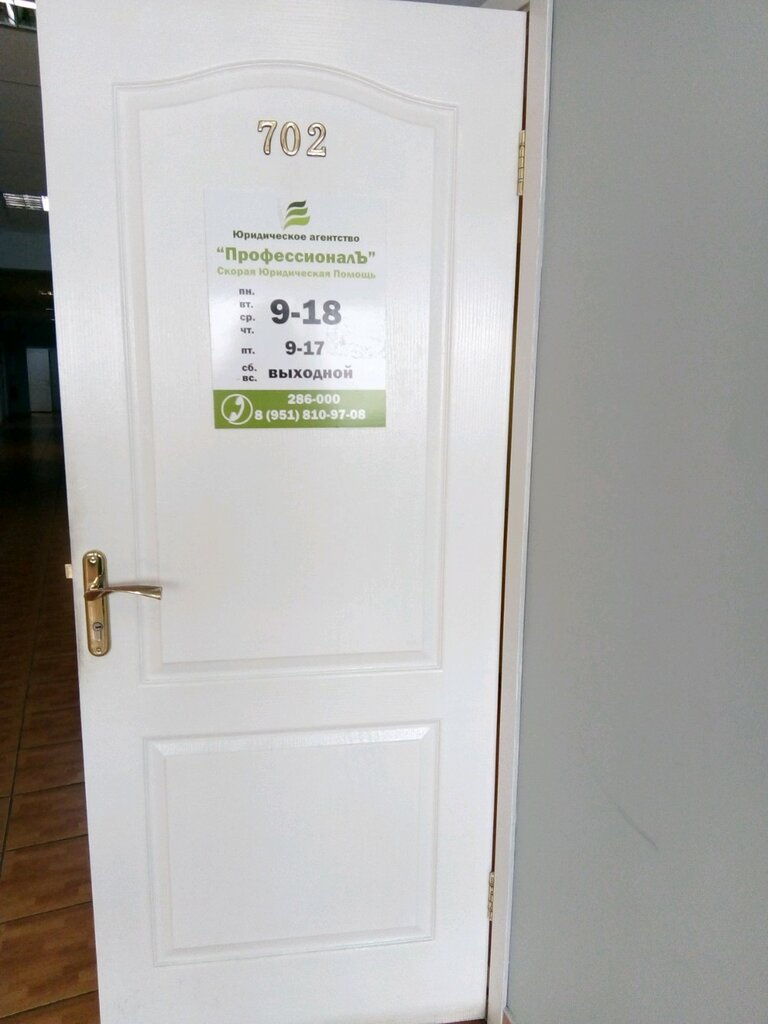 702
Юридическое агентство
“ПрофессионалЪ”
Скорая Юридическая Помощь
пн.
вт.
ср.
чт.
9-18
пт. 9-17
сб.
вс.
выходной
286-000
8 (951) 810-97-08